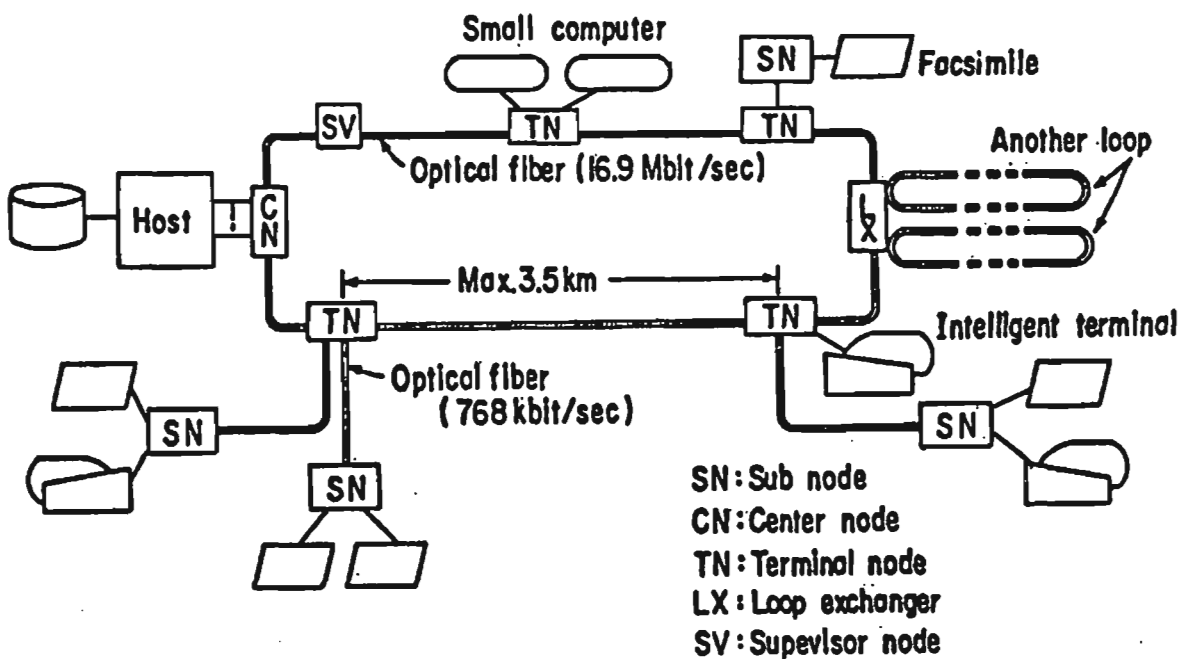 Small computer
SN
Facsimile
SV
TN
TN
Optical fiber (16.9 Mbit/sec)
Another loop
Host
CN
LX
Max. 3.5 km
TN
TN
Intelligent terminal
Optical fiber
(768 kbit/sec)
SN
SN
SN
SN: Sub node
CN: Center node
TN: Terminal node
LX: Loop exchanger
SV: Supevisor node